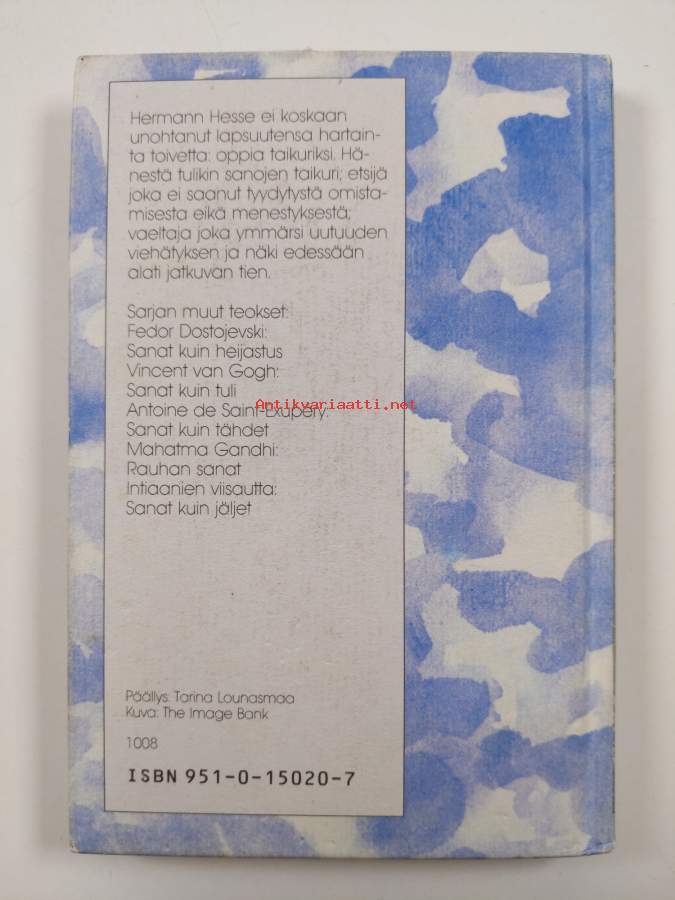 Hermann Hesse ei koskaan
unohtanut lapsuutensa hartain-
ta toivetta: oppia taikuriksi. Hä-
nestä tulikin sanojen taikuri; etsijä
joka ei saanut tyydytystä omista-
misesta eikä menestyksestä;
vaeltaja joka ymmärsi uutuuden
viehätyksen ja näki edessään
alati jatkuvan tien.
Sarjan muut teokset:
Fedor Dostojevski:
Sanat kuin heijastus
Vincent van Gogh:
Sanat kuin tuli
Antikvariaatti.net
Antoine de Saint-Exupéry:
Sanat kuin tähdet
Mahatma Gandhi:
Rauhan sanat
Intiaanien viisautta:
Sanat kuin jäljet
Päällys: Tarina Lounasmaa
Kuva: The Image Bank
1008
ISBN 951-0-15020-7